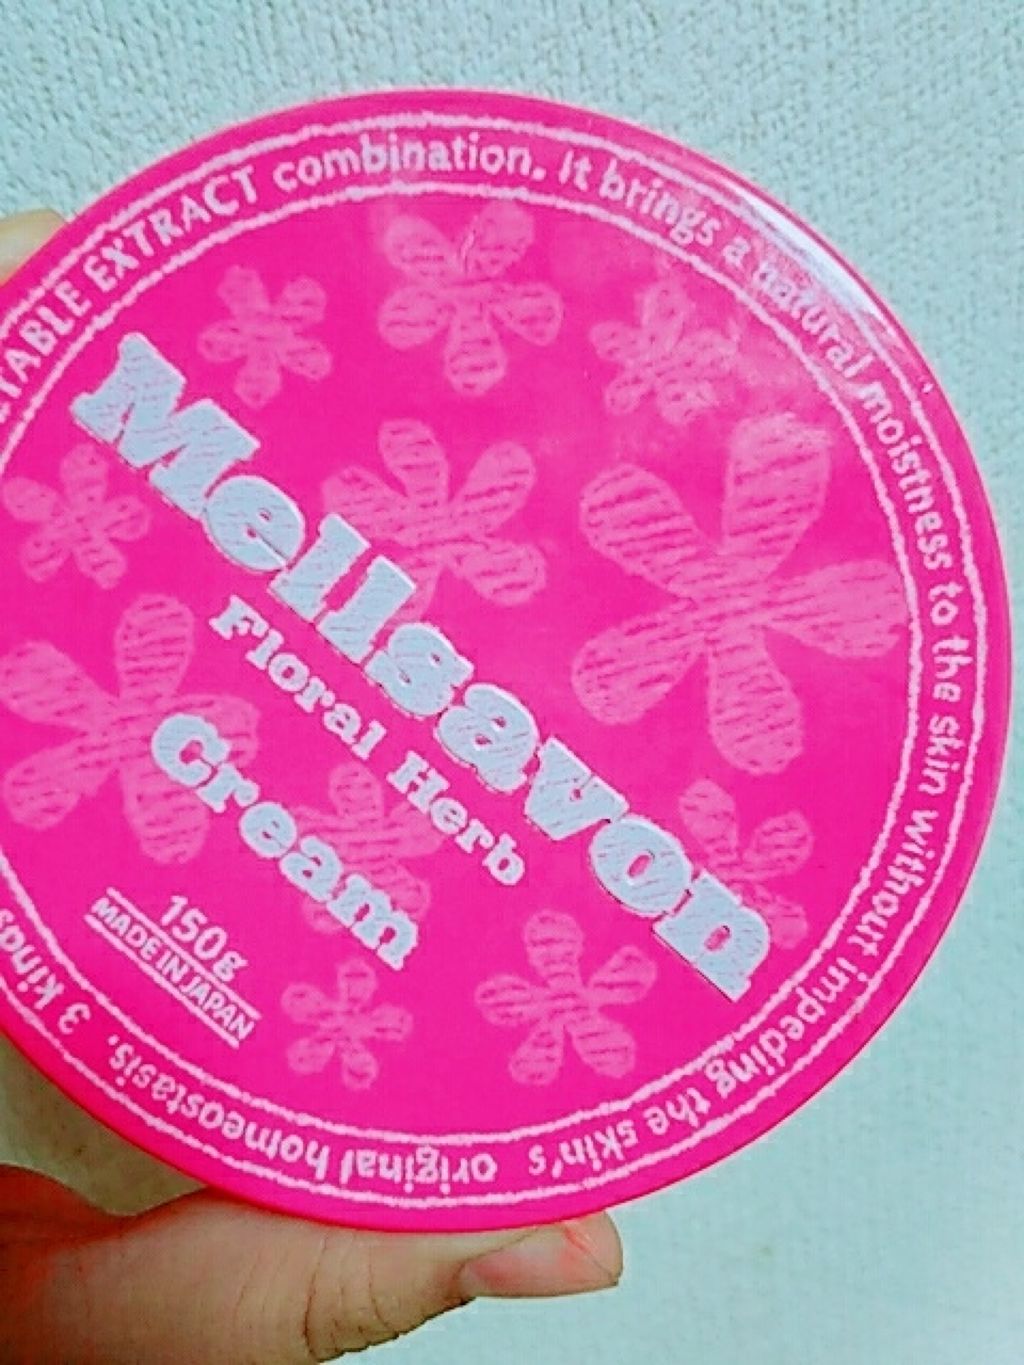 Mellsavon
Floral Herb
Cream
150g
MADE IN JAPAN
EXTRACT combination. It brings a natural moistness to the skin without impeding the skin's original homeostasis. 3 kinds